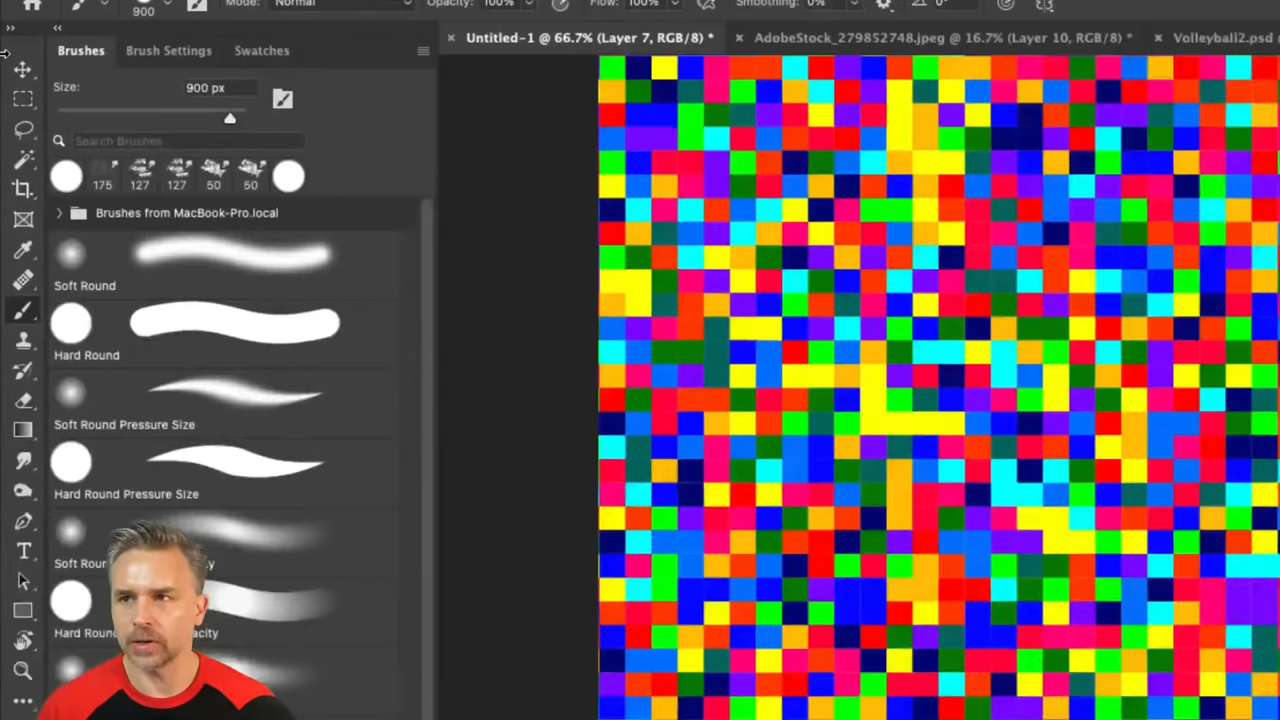 900
Mode: Normal Opacity: 100% Flow: 100% Smoothing: 0% 0°
Brushes Brush Settings Swatches
Untitled-1 @ 66.7% (Layer 7, RGB/8) * AdobeStock_279852748.jpeg @ 16.7% (Layer 10, RGB/8) * Volleyball2.psd
Size: 900 px
Search Brushes
175 127 127 50 50
Brushes from MacBook-Pro.local
Soft Round
Hard Round
Soft Round Pressure Size
Hard Round Pressure Size
Soft Roun
Hard Round acity